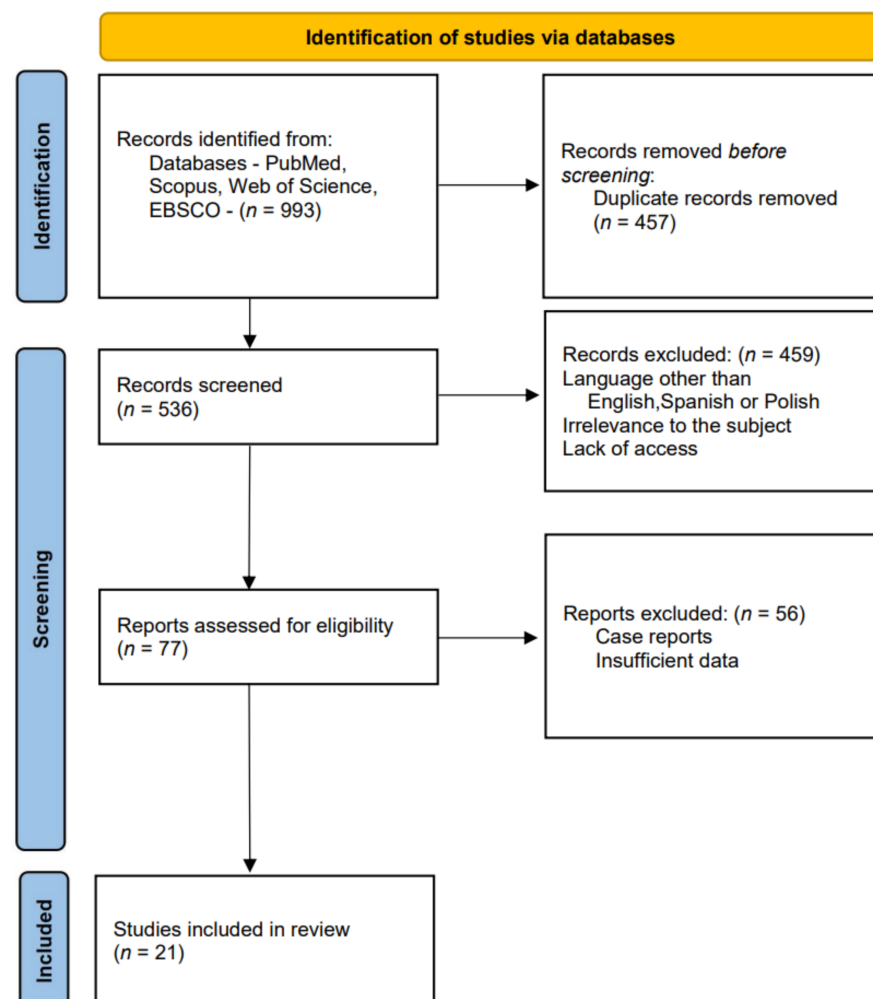 Identification of studies via databases
Identification
Records identified from:
Databases - PubMed,
Scopus, Web of Science,
EBSCO - (n = 993)
Records removed before
screening:
Duplicate records removed
(n = 457)
Screening
Records screened
(n = 536)
Records excluded: (n = 459)
Language other than
English,Spanish or Polish
Irrelevance to the subject
Lack of access
Reports assessed for eligibility
(n = 77)
Reports excluded: (n = 56)
Case reports
Insufficient data
Included
Studies included in review
(n = 21)